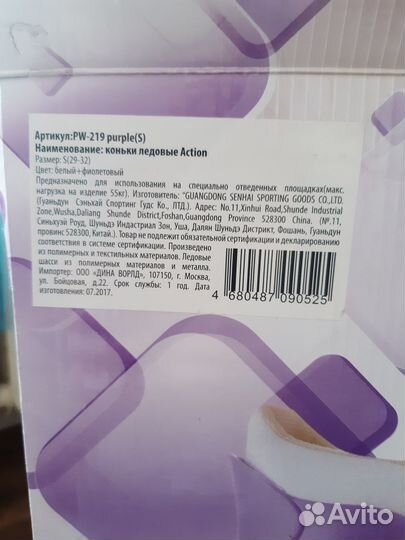 Артикул:PW-219 purple(S)
Наименование: коньки ледовые Action
Размер: S(29-32)
Цвет: белый+фиолетовый
Предназначено для использования на специально отведенных площадках(макс.
нагрузка на изделие 55кг). Изготовитель: "GUANGDONG SENHAI SPORTING GOODS CO.,LTD.
(Гуаньдун Сэнхай Спортинг Гудс Ко., ЛТД.). Адрес: No.11,Xinhui Road,Shunde Industrial
Zone,Wusha,Daliang Shunde District,Foshan,Guangdong Province 528300 China. (№.11,
Синьхуей Роуд, Шуньдэ Индастриал Зон, Уша, Далян Шуньдэ Дистрикт, Фошань, Гуаньдун
провинс 528300, Китай.). Товар не подлежит обязательной сертификации и декларированию
соответствия в системе сертификации. Произведено
из полимерных и текстильных материалов. Ледовые
шасси из полимерных материалов и металла.
Импортер: ООО «ДИНА ВОРЛД», 107150, г. Москва,
ул. Бойцовая, д.22. Срок службы: 1 год. Дата
изготовления: 07.2017.
4 680487 090525
Avito